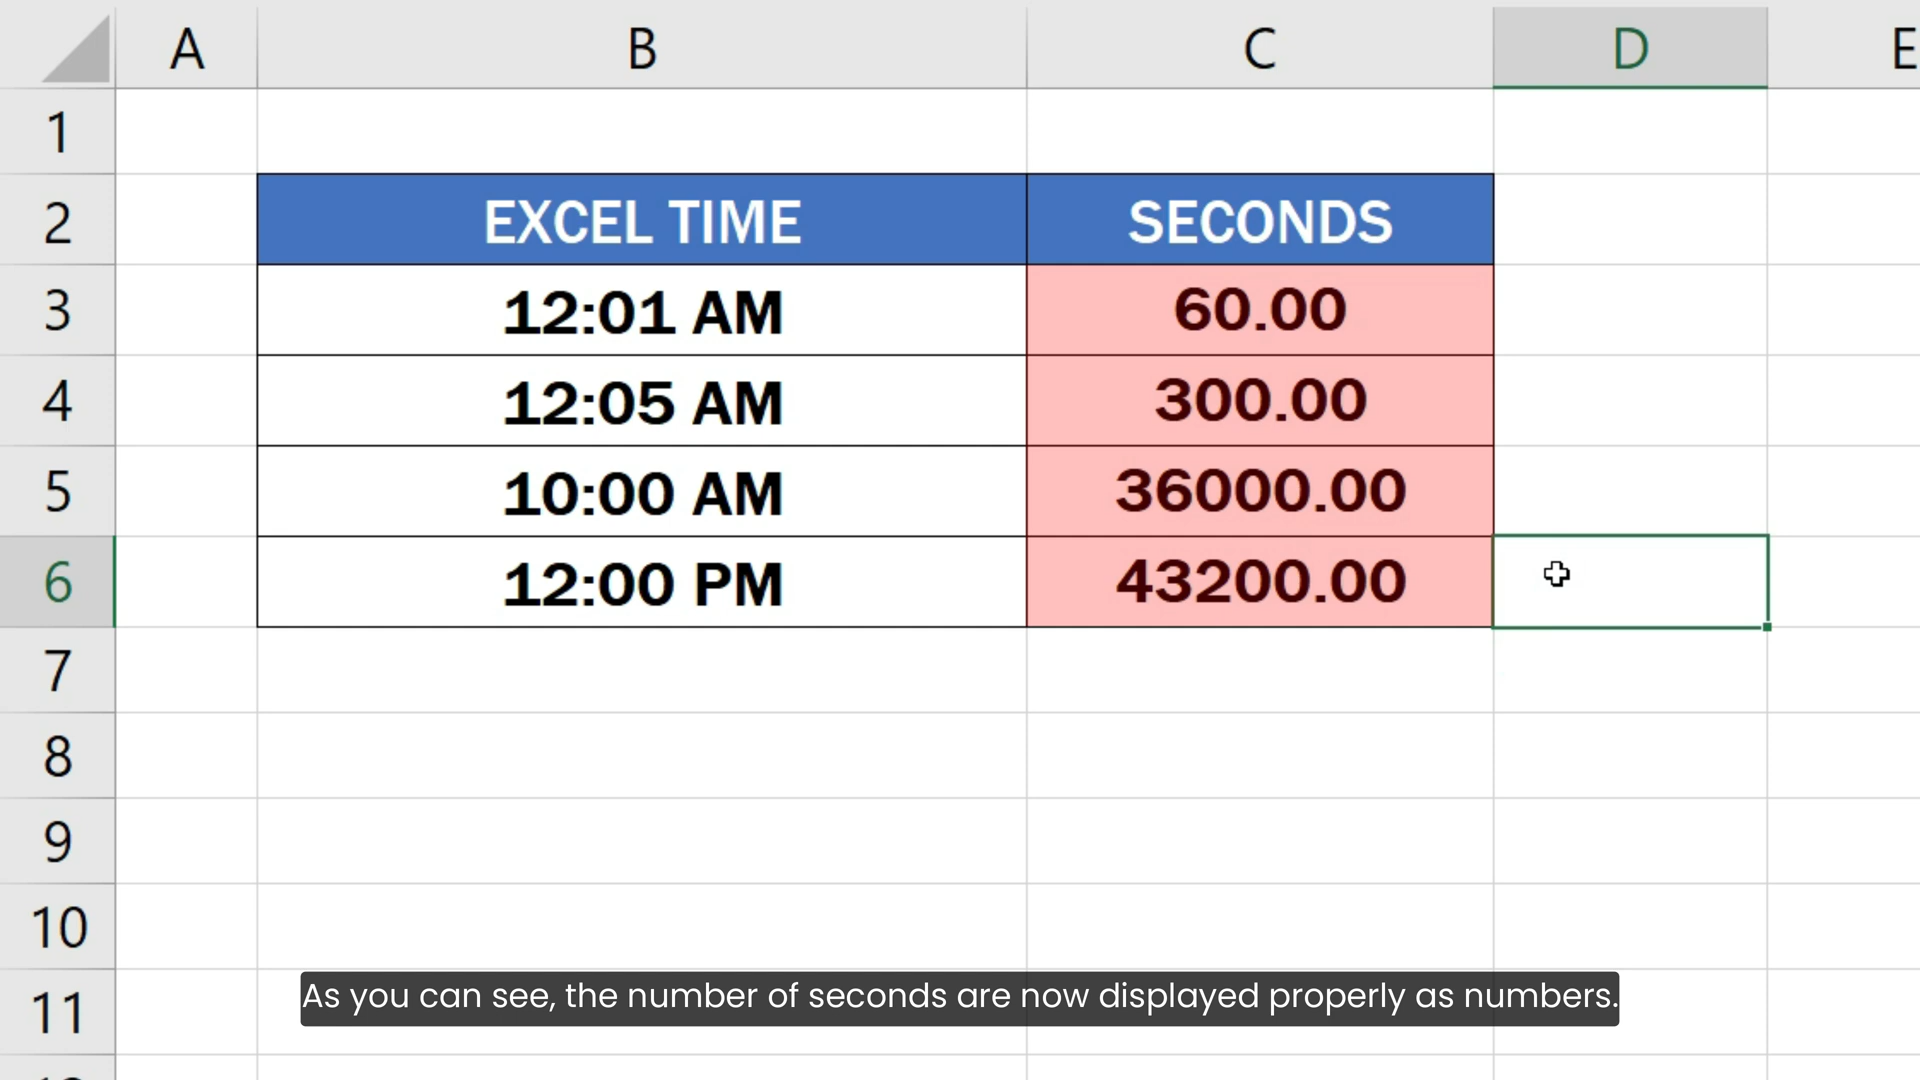 A B C D E
1
2 EXCEL TIME SECONDS
3 12:01 AM 60.00
4 12:05 AM 300.00
5 10:00 AM 36000.00
6 12:00 PM 43200.00
7
8
9
10
11
As you can see, the number of seconds are now displayed properly as numbers.